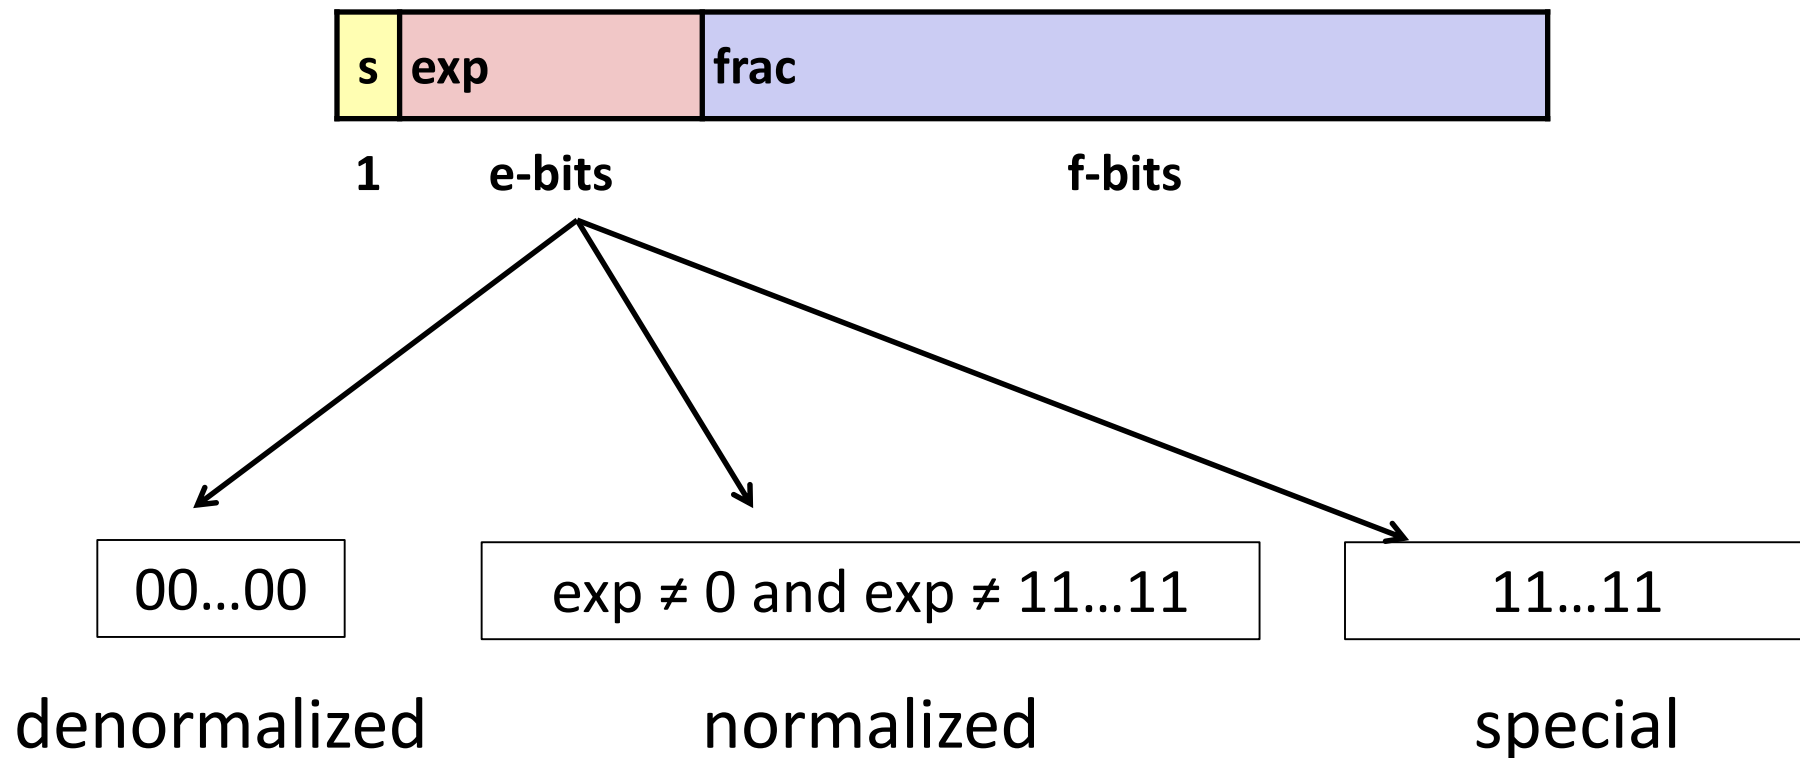 s exp frac
1 e-bits f-bits
00...00 exp ≠ 0 and exp ≠ 11...11 11...11
denormalized normalized special